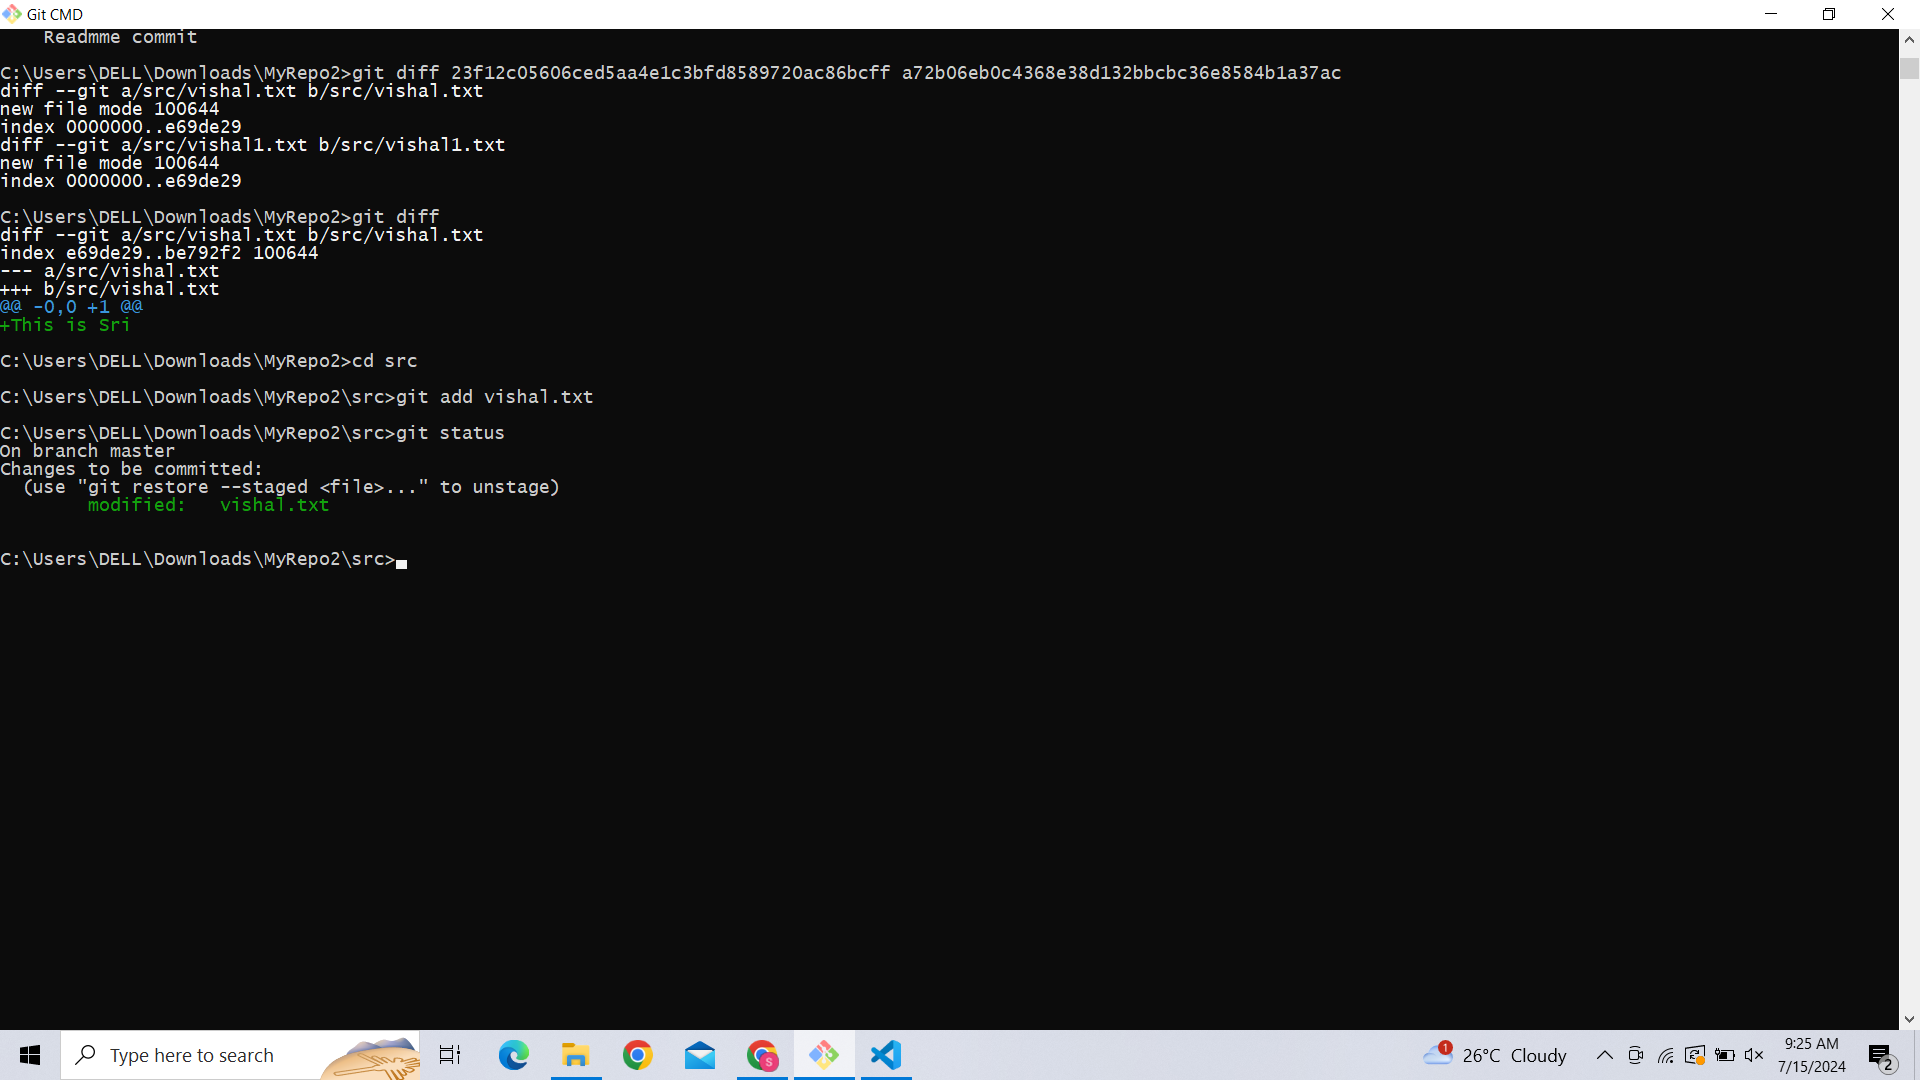 Git CMD
Readmme commit
C:\Users\DELL\Downloads\MyRepo2>git diff 23f12c05606ced5aa4e1c3bfd8589720ac86bcff a72b06eb0c4368e38d132bbcbc36e8584b1a37ac
diff --git a/src/vishal.txt b/src/vishal.txt
new file mode 100644
index 0000000..e69de29
diff --git a/src/vishal1.txt b/src/vishal1.txt
new file mode 100644
index 0000000..e69de29
C:\Users\DELL\Downloads\MyRepo2>git diff
diff --git a/src/vishal.txt b/src/vishal.txt
index e69de29..be792f2 100644
--- a/src/vishal.txt
+++ b/src/vishal.txt
@@ -0,0 +1 @@
+This is Sri
C:\Users\DELL\Downloads\MyRepo2>cd src
C:\Users\DELL\Downloads\MyRepo2\src>git add vishal.txt
C:\Users\DELL\Downloads\MyRepo2\src>git status
On branch master
Changes to be committed:
  (use "git restore --staged <file>..." to unstage)
        modified:   vishal.txt
C:\Users\DELL\Downloads\MyRepo2\src>
Type here to search
S
1
26°C Cloudy
9:25 AM
7/15/2024
2